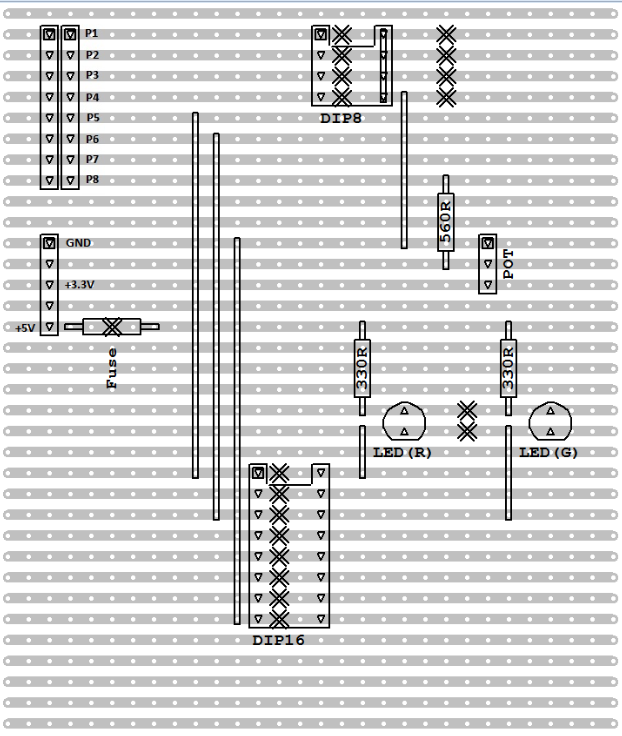 P1
P2
P3
P4
P5
P6
P7
P8
DIP8
560R
GND
POT
+3.3V
+5V
Fuse
330R
330R
LED(R)
LED(G)
DIP16